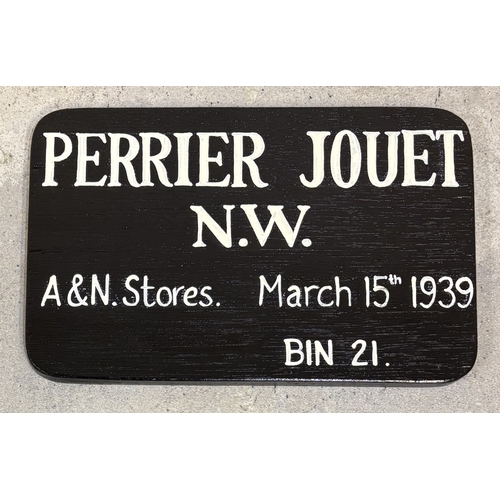 PERRIER JOUET
N.W.
A&N. Stores. March 15th 1939
BIN 21.